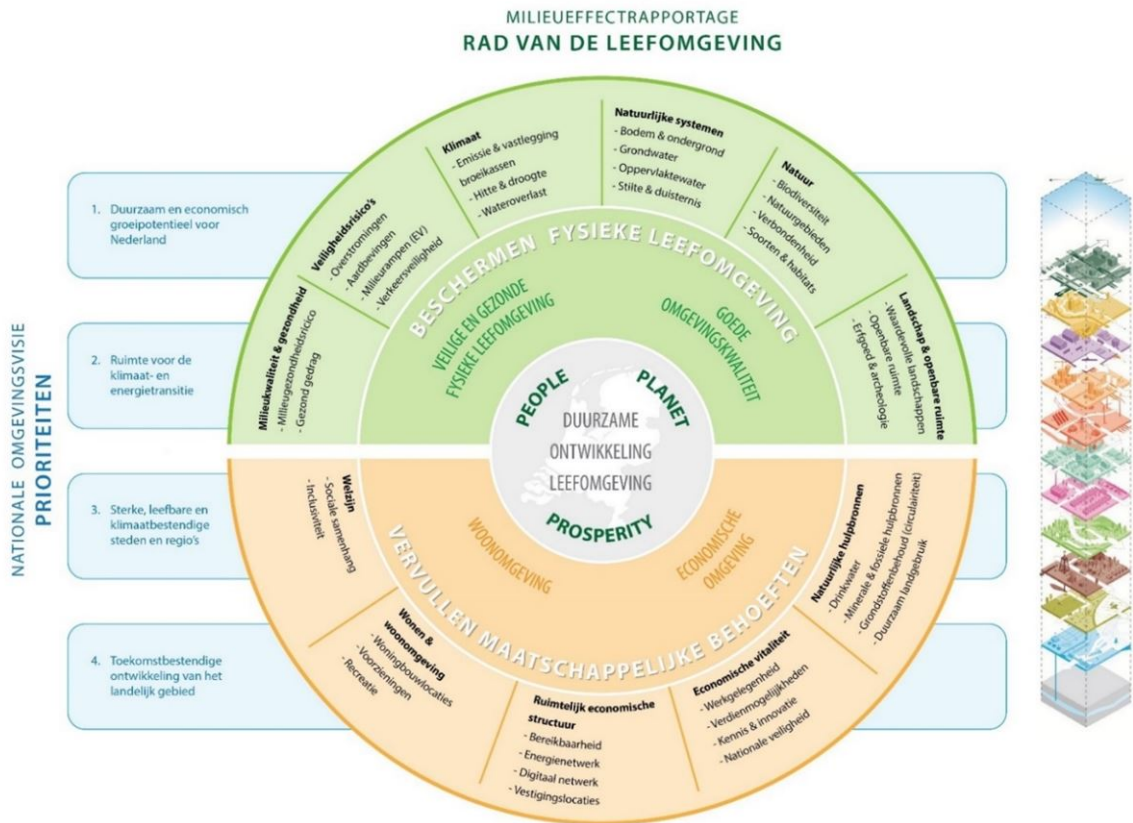 MILIEUEFFECTRAPPORTAGE
RAD VAN DE LEEFOMGEVING
NATIONALE OMGEVINGSVISIE
PRIORITEITEN
1. Duurzaam en economisch
groeipotentieel voor
Nederland
2. Ruimte voor de
klimaat- en
energietransitie
3. Sterke, leefbare en
klimaatbestendige
steden en regio's
4. Toekomstbestendige
ontwikkeling van het
landelijk gebied
Milieukwaliteit & gezondheid
- Milieugezondheidsricico
- Gezond gedrag
Veiligheidsrisico's
- Overstromingen
- Aardbevingen
- Milieurampen (EV)
- Verkeersveiligheid
Klimaat
- Emissie & vastlegging
broeikassen
- Hitte & droogte
- Wateroverlast
Natuurlijke systemen
- Bodem & ondergrond
- Grondwater
- Oppervlaktewater
- Stilte & duisternis
Natuur
- Biodiversiteit
- Natuurgebieden
- Verbondenheid
- Soorten & habitats
Landschap & openbare ruimte
- Waardevolle landschappen
- Openbare ruimte
- Erfgoed & archeologie
BESCHERMEN FYSIEKE LEEFOMGEVING
VEILIGE EN GEZONDE
FYSIEKE LEEFOMGEVING
GOEDE
OMGEVINGSKWALITEIT
PEOPLE
PLANET
DUURZAME
ONTWIKKELING
LEEFOMGEVING
PROSPERITY
WOONOMGEVING
ECONOMISCHE
OMGEVING
VERVULLEN MAATSCHAPPELIJKE BEHOEFTEN
Welzijn
- Sociale samenhang
- Inclusiviteit
Wonen &
woonomgeving
- Woningbouwlocaties
- Voorzieningen
- Recreatie
Ruimtelijk economische
structuur
- Bereikbaarheid
- Energienetwerk
- Digitaal netwerk
- Vestigingslocaties
Economische vitaliteit
- Werkgelegenheid
- Verdienmogelijkheden
- Kennis & innovatie
- Nationale veiligheid
Natuurlijke hulpbronnen
- Drinkwater
- Minerale & fossiele hulpbronnen
- Grondstoffenbehoud (circulairiteit)
- Duurzaam landgebruik